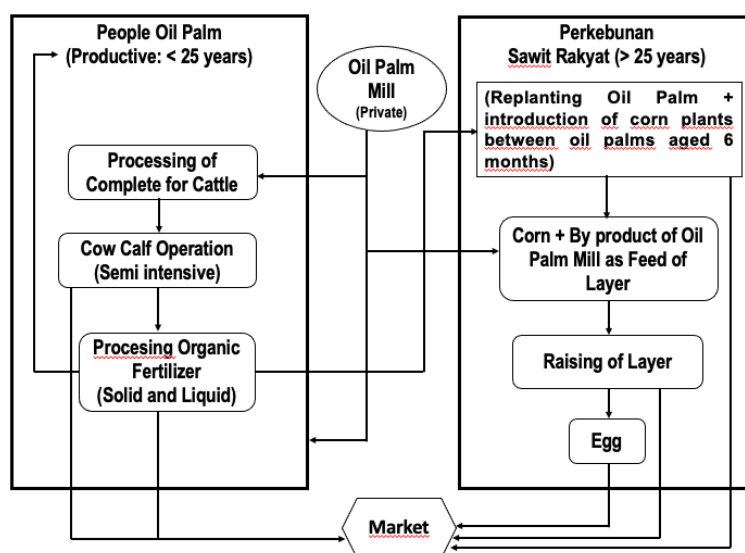 People Oil Palm
(Productive: < 25 years)
Processing of
Complete for Cattle
Cow Calf Operation
(Semi intensive)
Procesing Organic
Fertilizer
(Solid and Liquid)
Oil Palm
Mill
(Private)
Perkebunan
Sawit Rakyat (> 25 years)
(Replanting Oil Palm +
introduction of corn plants
between oil palms aged 6
months)
Corn + By product of Oil
Palm Mill as Feed of
Layer
Raising of Layer
Egg
Market